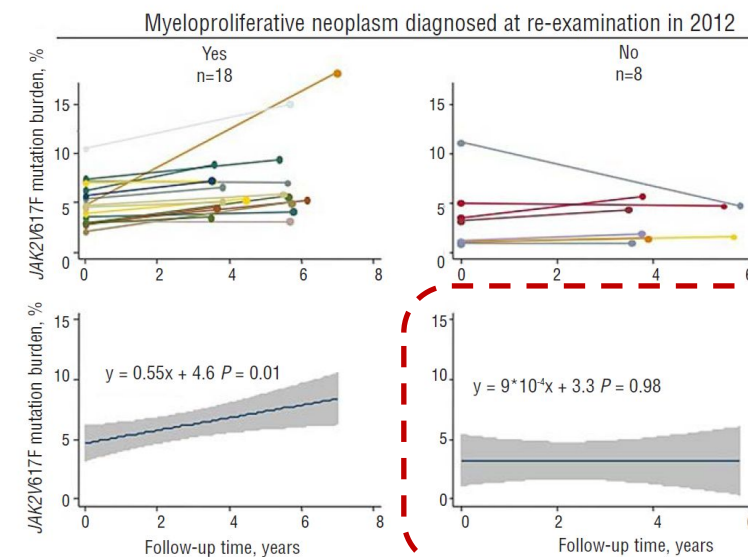 Myeloproliferative neoplasm diagnosed at re-examination in 2012
Yes
n=18
No
n=8
JAK2V617F mutation burden, %
15
10
5
0
0 2 4 6 8
15
10
5
0
0 2 4 6
JAK2V617F mutation burden, %
15
10
5
0
y = 0.55x + 4.6 P = 0.01
0 2 4 6 8
Follow-up time, years
15
10
5
0
y = 9*10⁻⁴x + 3.3 P = 0.98
0 2 4
Follow-up time, years